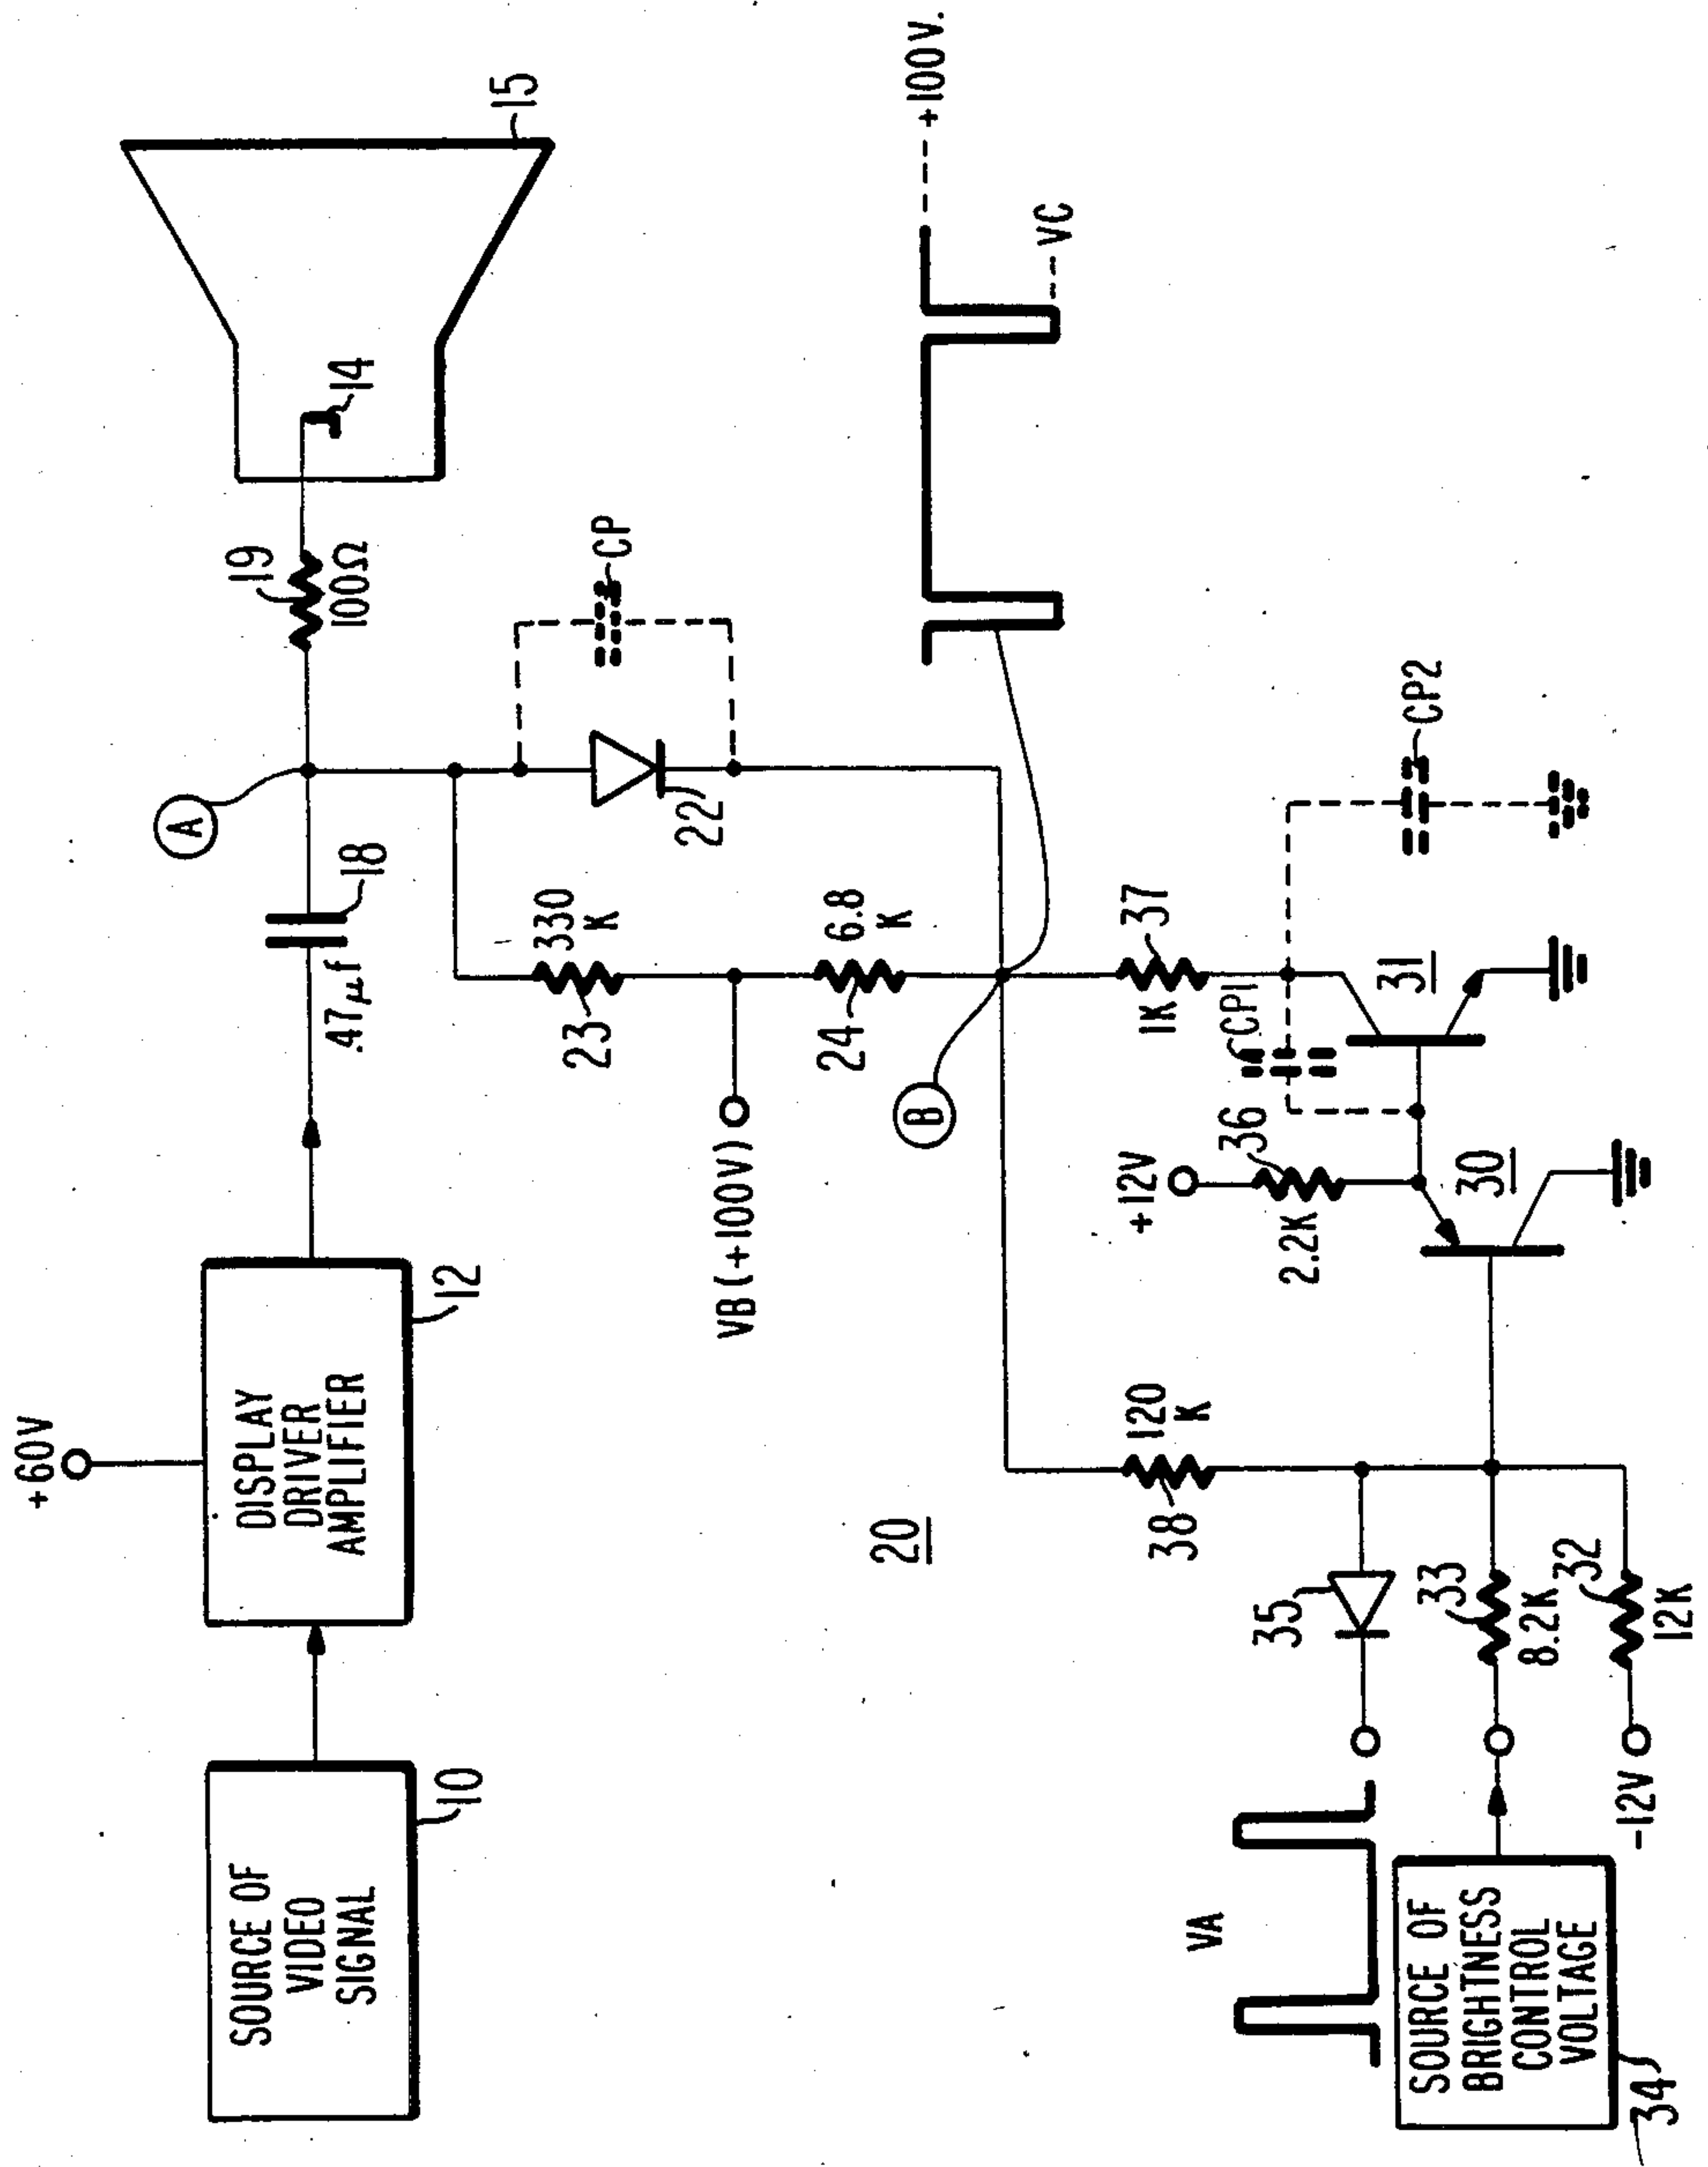 +60V
SOURCE OF
VIDEO
SIGNAL
10
DISPLAY
DRIVER
AMPLIFIER
12
.47μf
18
A
19
100Ω
14
15
330
K
23
22
CP
VB (+100V)
6.8
K
24
B
+100V.
VC
20
120
K
38
+12V
36
2.2K
CP1
1K
37
31
30
CP2
VA
35
33
8.2K
32
12K
-12V
SOURCE OF
BRIGHTNESS
CONTROL
VOLTAGE
34